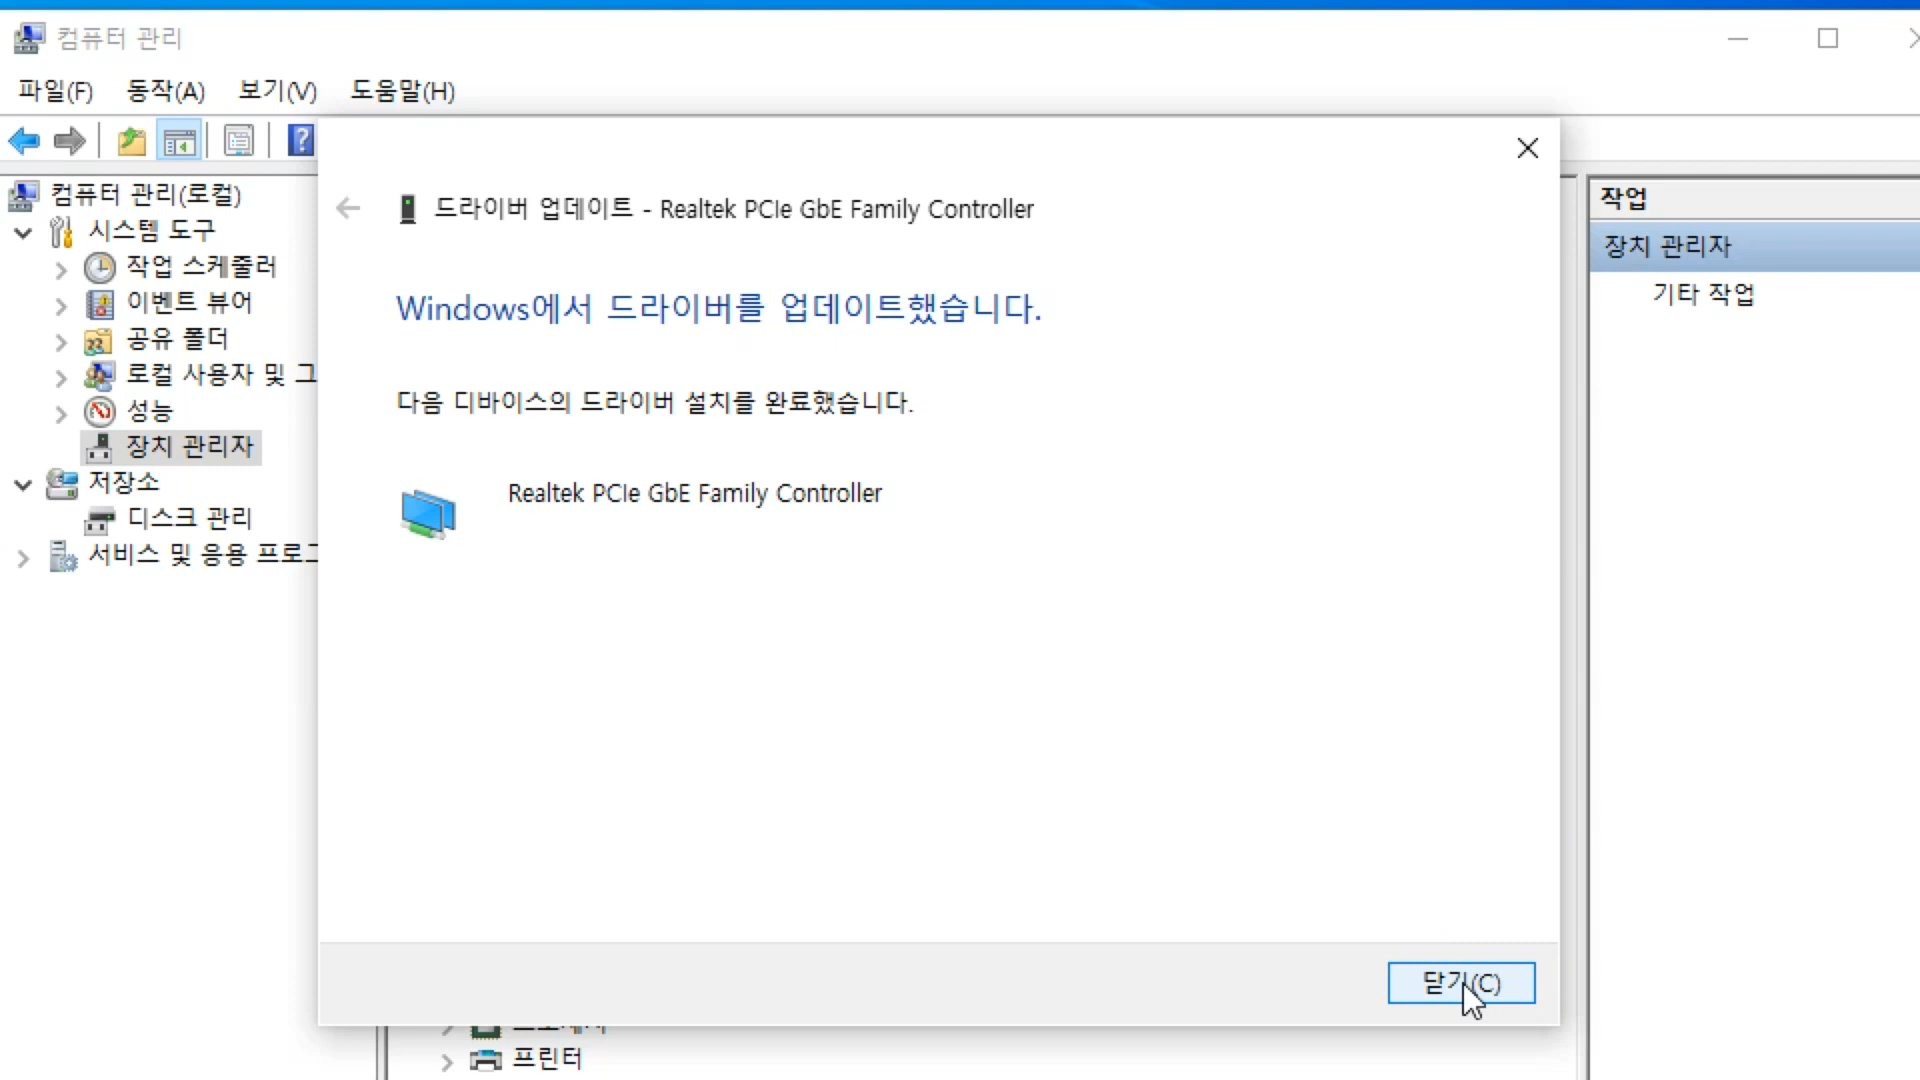 컴퓨터 관리
파일(F) 동작(A) 보기(V) 도움말(H)
컴퓨터 관리(로컬)
시스템 도구
작업 스케줄러
이벤트 뷰어
공유 폴더
로컬 사용자 및 그
성능
장치 관리자
저장소
디스크 관리
서비스 및 응용 프로그
드라이버 업데이트 - Realtek PCIe GbE Family Controller
Windows에서 드라이버를 업데이트했습니다.
다음 디바이스의 드라이버 설치를 완료했습니다.
Realtek PCIe GbE Family Controller
닫기(C)
프린터
작업
장치 관리자
기타 작업